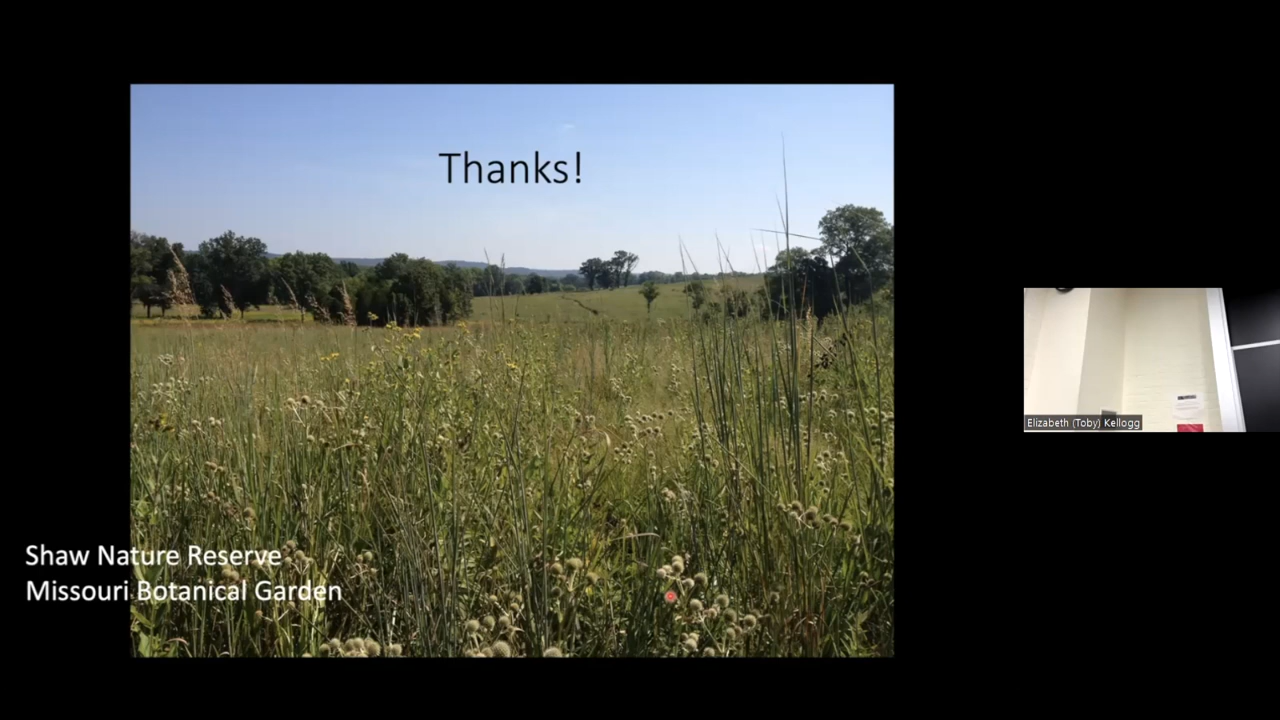 Thanks!
Shaw Nature Reserve
Missouri Botanical Garden
Elizabeth (Toby) Kellogg